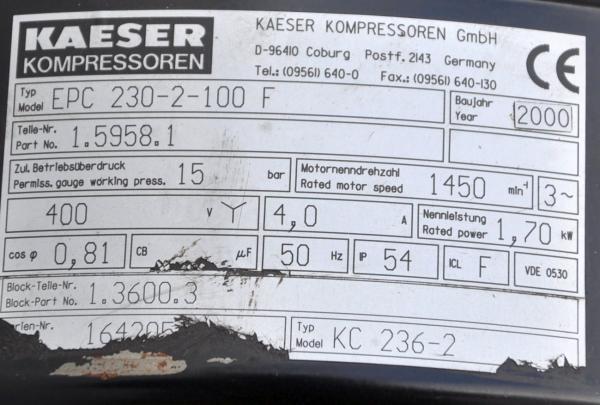 KAESER
KOMPRESSOREN
KAESER KOMPRESSOREN GmbH
D-96410 Coburg Postf. 2143 Germany
Tel.: (09561) 640-0 Fax.: (09561) 640-130
CE
Typ
Model EPC 230-2-100 F
Baujahr
Year 2000
Teile-Nr.
Part No. 1.5958.1
Zul. Betriebsüberdruck
Permiss. gauge working press. 15 bar
Motornenndrehzahl
Rated motor speed 1450 min⁻¹
3~
400 V Y
4,0 A
Nennleistung
Rated power 1,70 kW
cos φ 0,81
CB µF
50 Hz
IP 54
ICL F
VDE 0530
Block-Teile-Nr.
Block-Part No. 1.3600.3
erien-Nr.
Typ
Model KC 236-2